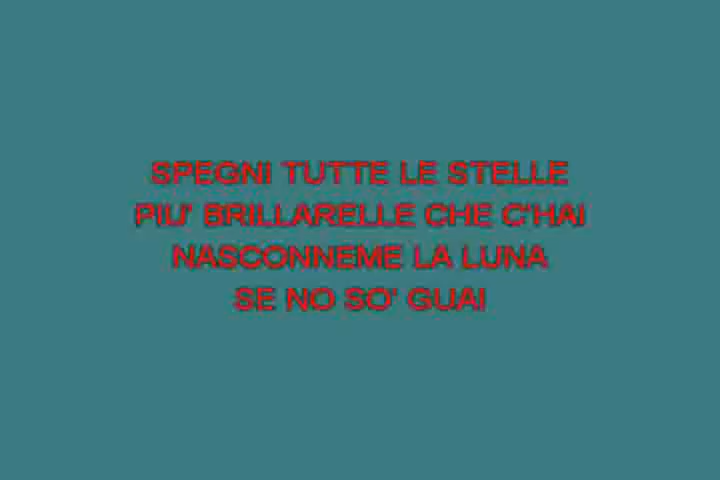 SPEGNI TUTTE LE STELLE
PIU' BRILLARELLE CHE C'HAI
NASCONNEME LA LUNA
SE NO SO' GUAI